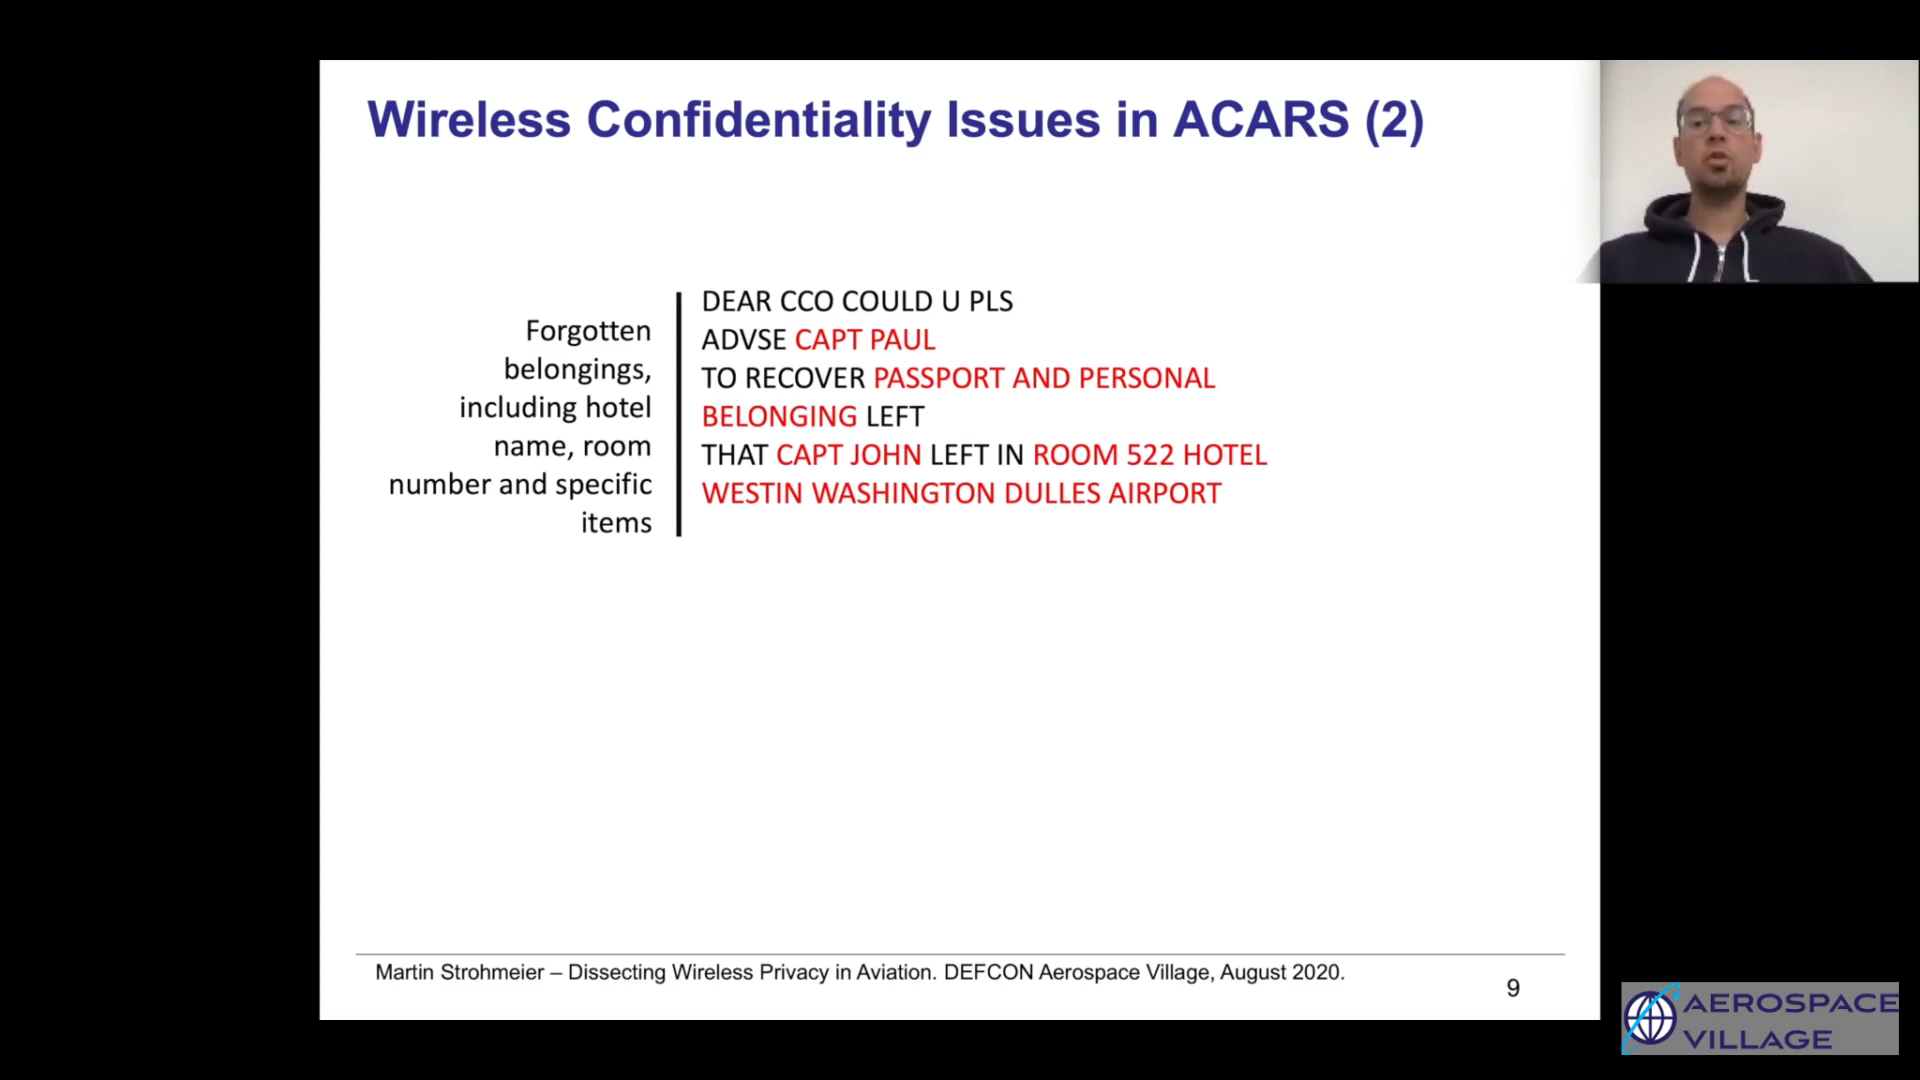 Wireless Confidentiality Issues in ACARS (2)
Forgotten
belongings,
including hotel
name, room
number and specific
items
DEAR CCO COULD U PLS
ADVSE CAPT PAUL
TO RECOVER PASSPORT AND PERSONAL
BELONGING LEFT
THAT CAPT JOHN LEFT IN ROOM 522 HOTEL
WESTIN WASHINGTON DULLES AIRPORT
Martin Strohmeier – Dissecting Wireless Privacy in Aviation. DEFCON Aerospace Village, August 2020.
9
AEROSPACE
VILLAGE